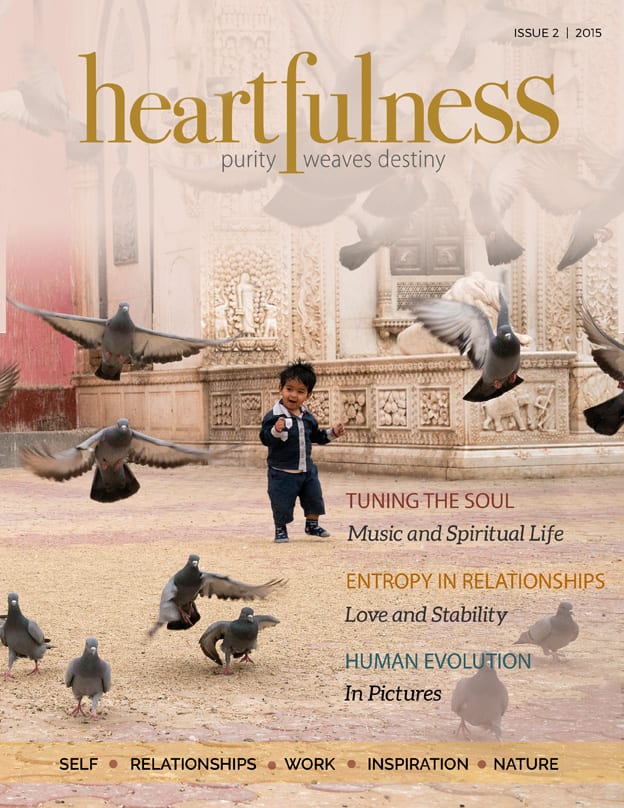 ISSUE 2 | 2015
heartfulness
purity weaves destiny
TUNING THE SOUL
Music and Spiritual Life
ENTROPY IN RELATIONSHIPS
Love and Stability
HUMAN EVOLUTION
In Pictures
SELF • RELATIONSHIPS • WORK • INSPIRATION • NATURE